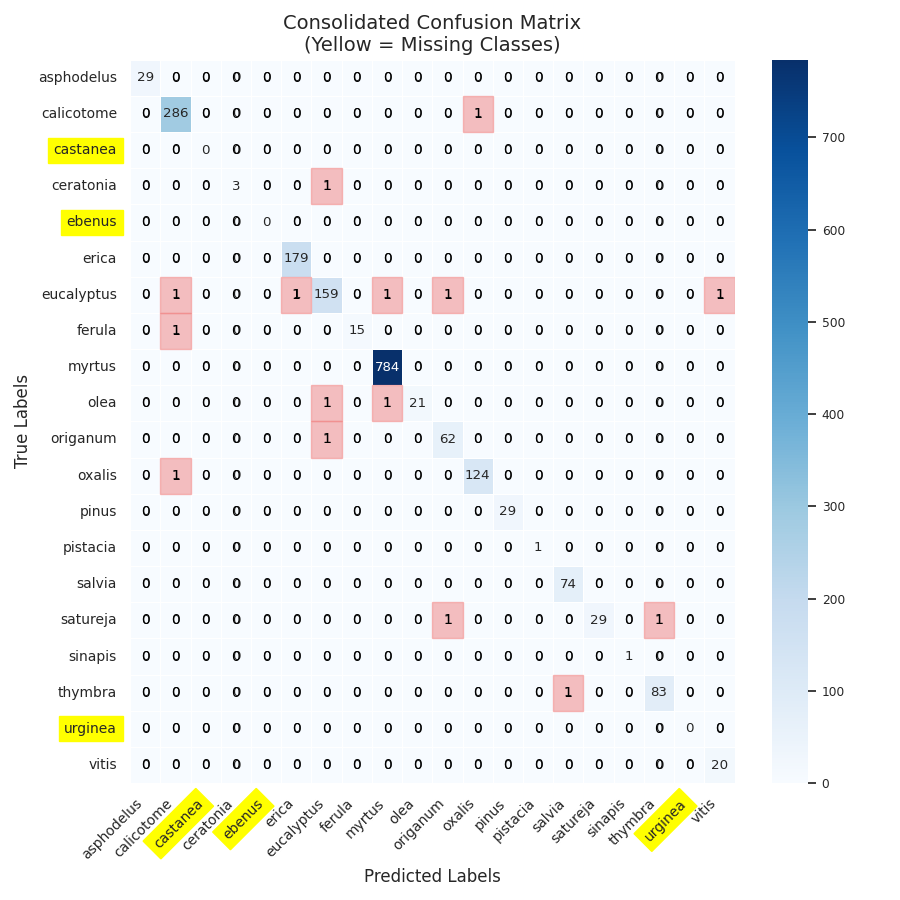 Consolidated Confusion Matrix
(Yellow = Missing Classes)
asphodelus 29 0 0 0 0 0 0 0 0 0 0 0 0 0 0 0 0 0 0 0
calicotome 0 286 0 0 0 0 0 0 0 0 0 1 0 0 0 0 0 0 0 0
castanea 0 0 0 0 0 0 0 0 0 0 0 0 0 0 0 0 0 0 0 0
ceratonia 0 0 0 3 0 0 1 0 0 0 0 0 0 0 0 0 0 0 0 0
ebenus 0 0 0 0 0 0 0 0 0 0 0 0 0 0 0 0 0 0 0 0
erica 0 0 0 0 0 179 0 0 0 0 0 0 0 0 0 0 0 0 0 0
eucalyptus 0 1 0 0 0 1 159 0 1 0 1 0 0 0 0 0 0 0 0 1
ferula 0 1 0 0 0 0 0 15 0 0 0 0 0 0 0 0 0 0 0 0
myrtus 0 0 0 0 0 0 0 0 784 0 0 0 0 0 0 0 0 0 0 0
olea 0 0 0 0 0 0 1 0 1 21 0 0 0 0 0 0 0 0 0 0
origanum 0 0 0 0 0 0 1 0 0 0 62 0 0 0 0 0 0 0 0 0
oxalis 0 1 0 0 0 0 0 0 0 0 0 124 0 0 0 0 0 0 0 0
pinus 0 0 0 0 0 0 0 0 0 0 0 0 29 0 0 0 0 0 0 0
pistacia 0 0 0 0 0 0 0 0 0 0 0 0 0 1 0 0 0 0 0 0
salvia 0 0 0 0 0 0 0 0 0 0 0 0 0 0 74 0 0 0 0 0
satureja 0 0 0 0 0 0 0 0 0 0 1 0 0 0 0 29 0 1 0 0
sinapis 0 0 0 0 0 0 0 0 0 0 0 0 0 0 0 0 1 0 0 0
thymbra 0 0 0 0 0 0 0 0 0 0 0 0 0 0 1 0 0 83 0 0
urginea 0 0 0 0 0 0 0 0 0 0 0 0 0 0 0 0 0 0 0 0
vitis 0 0 0 0 0 0 0 0 0 0 0 0 0 0 0 0 0 0 0 20
True Labels
asphodelus
calicotome
castanea
ceratonia
ebenus
erica
eucalyptus
ferula
myrtus
olea
origanum
oxalis
pinus
pistacia
salvia
satureja
sinapis
thymbra
urginea
vitis
Predicted Labels
700
600
500
400
300
200
100
0